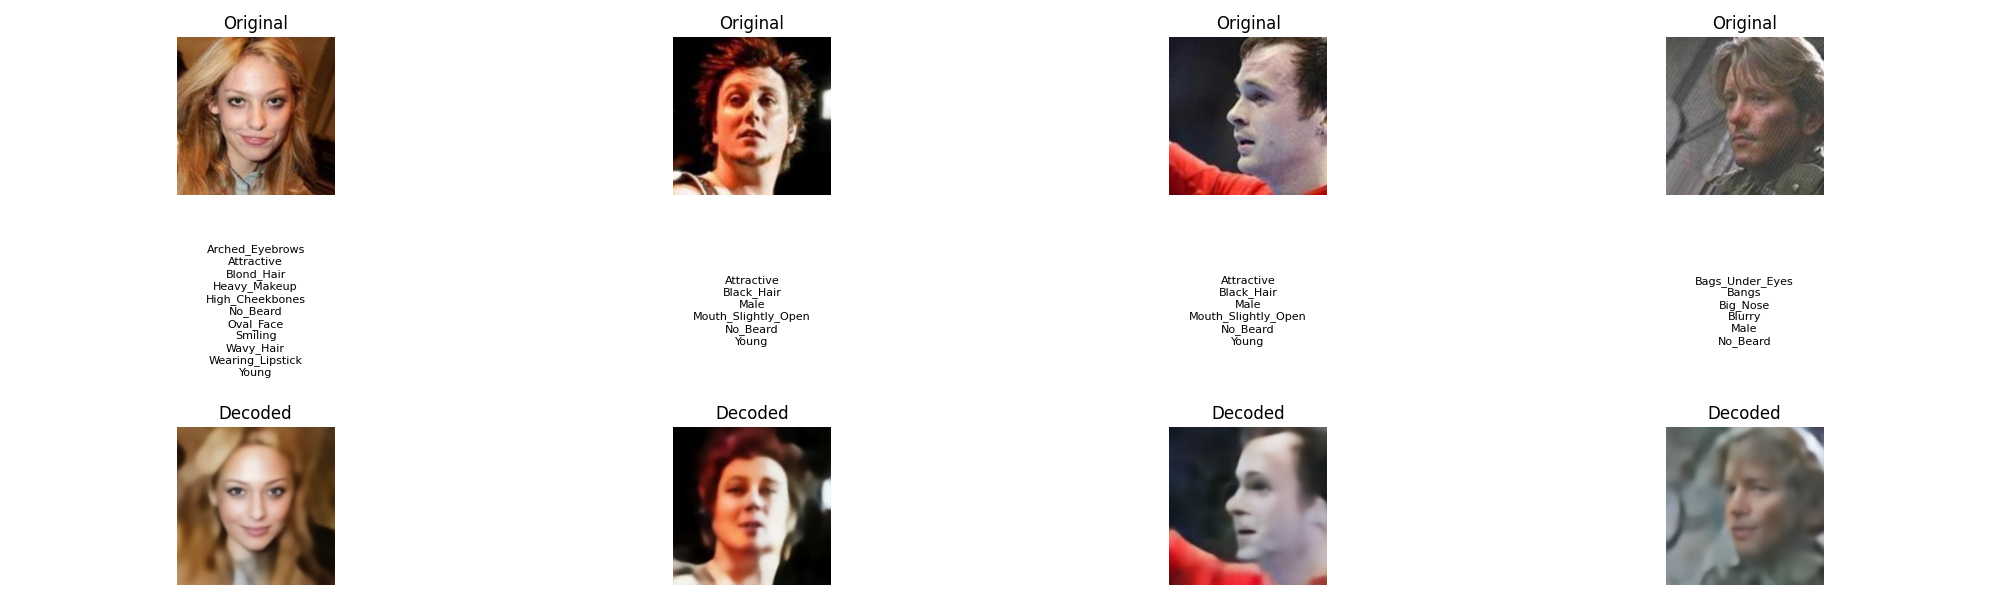 Original
Original
Original
Original
Arched_Eyebrows
Attractive
Blond_Hair
Heavy_Makeup
High_Cheekbones
No_Beard
Oval_Face
Smiling
Wavy_Hair
Wearing_Lipstick
Young
Attractive
Black_Hair
Male
Mouth_Slightly_Open
No_Beard
Young
Attractive
Black_Hair
Male
Mouth_Slightly_Open
No_Beard
Young
Bags_Under_Eyes
Bangs
Big_Nose
Blurry
Male
No_Beard
Decoded
Decoded
Decoded
Decoded